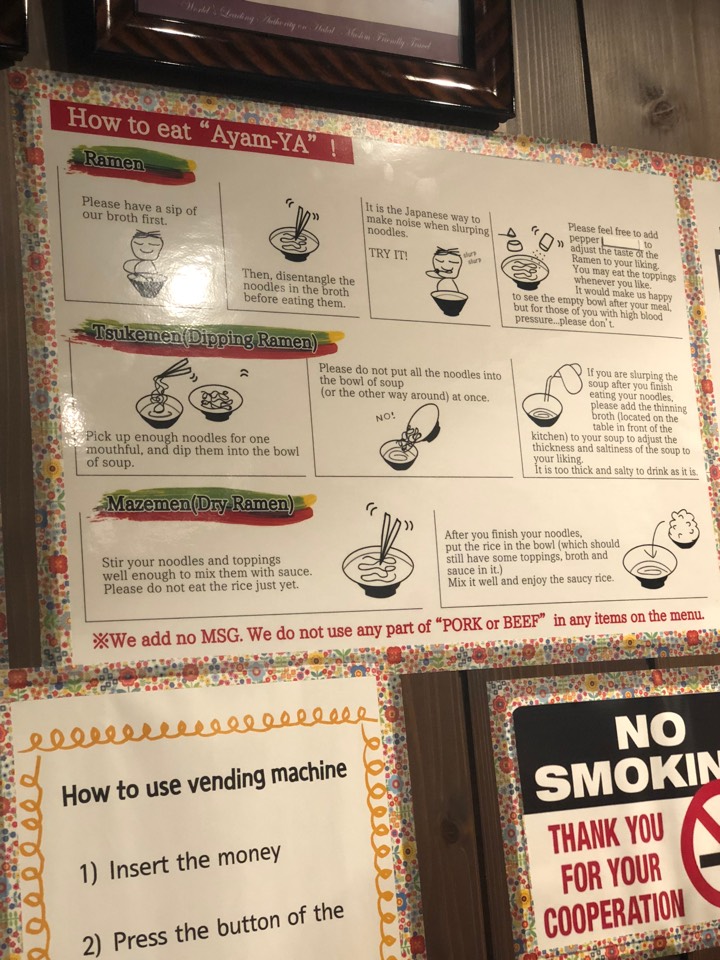 World's Leading Authority on Halal · Muslim Friendly Travel
How to eat “Ayam-YA” !
Ramen
Please have a sip of
our broth first.
Then, disentangle the
noodles in the broth
before eating them.
It is the Japanese way to
make noise when slurping
noodles.
TRY IT!
slurp
slurp
Please feel free to add
pepper to
adjust the taste of the
Ramen to your liking.
You may eat the toppings
whenever you like.
It would make us happy
to see the empty bowl after your meal,
but for those of you with high blood
pressure...please don't.
Tsukemen(Dipping Ramen)
Pick up enough noodles for one
mouthful, and dip them into the bowl
of soup.
Please do not put all the noodles into
the bowl of soup
(or the other way around) at once.
NO!
If you are slurping the
soup after you finish
eating your noodles,
please add the thinning
broth (located on the
table in front of the
kitchen) to your soup to adjust the
thickness and saltiness of the soup to
your liking.
It is too thick and salty to drink as it is.
Mazemen(Dry Ramen)
Stir your noodles and toppings
well enough to mix them with sauce.
Please do not eat the rice just yet.
After you finish your noodles,
put the rice in the bowl (which should
still have some toppings, broth and
sauce in it.)
Mix it well and enjoy the saucy rice.
※We add no MSG. We do not use any part of “PORK or BEEF” in any items on the menu.
How to use vending machine
1) Insert the money
2) Press the button of the
NO
SMOKIN
THANK YOU
FOR YOUR
COOPERATION